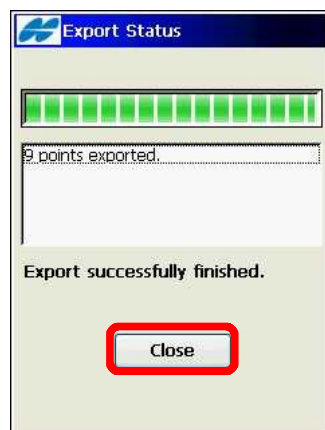 Export Status
9 points exported.
Export successfully finished.
Close